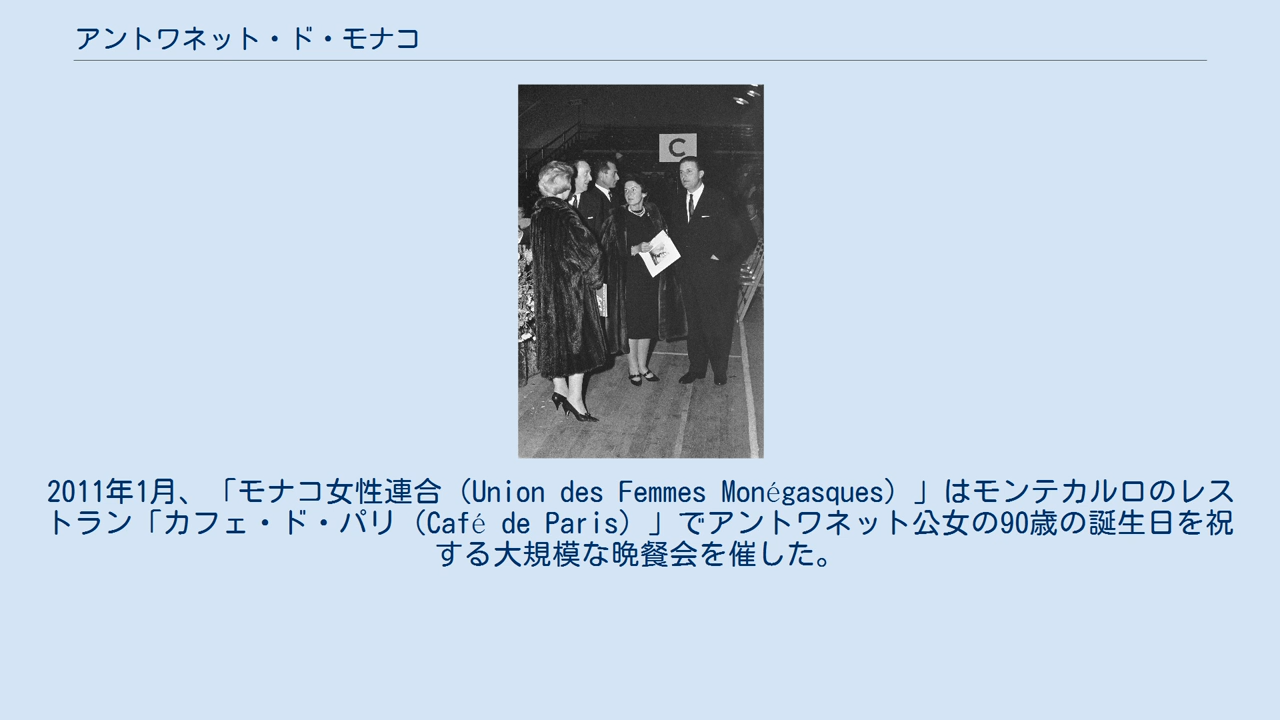 アントワネット・ド・モナコ
C
2011年1月、「モナコ女性連合（Union des Femmes Monégasques）」はモンテカルロのレス
トラン「カフェ・ド・パリ（Café de Paris）」でアントワネット公女の90歳の誕生日を祝
する大規模な晩餐会を催した。